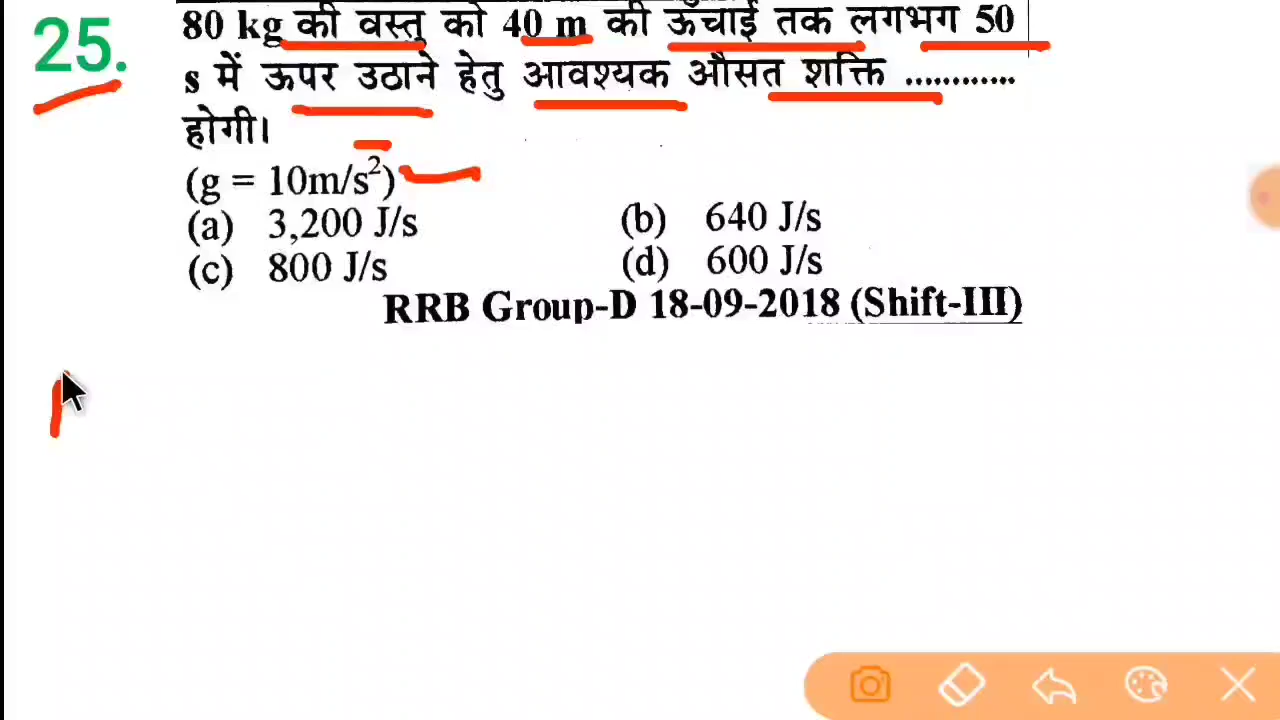 25.
80 kg की वस्तु को 40 m की ऊँचाई तक लगभग 50
s में ऊपर उठाने हेतु आवश्यक औसत शक्ति ............
होगी।
(g = 10m/s²)
(a) 3,200 J/s (b) 640 J/s
(c) 800 J/s (d) 600 J/s
RRB Group-D 18-09-2018 (Shift-III)